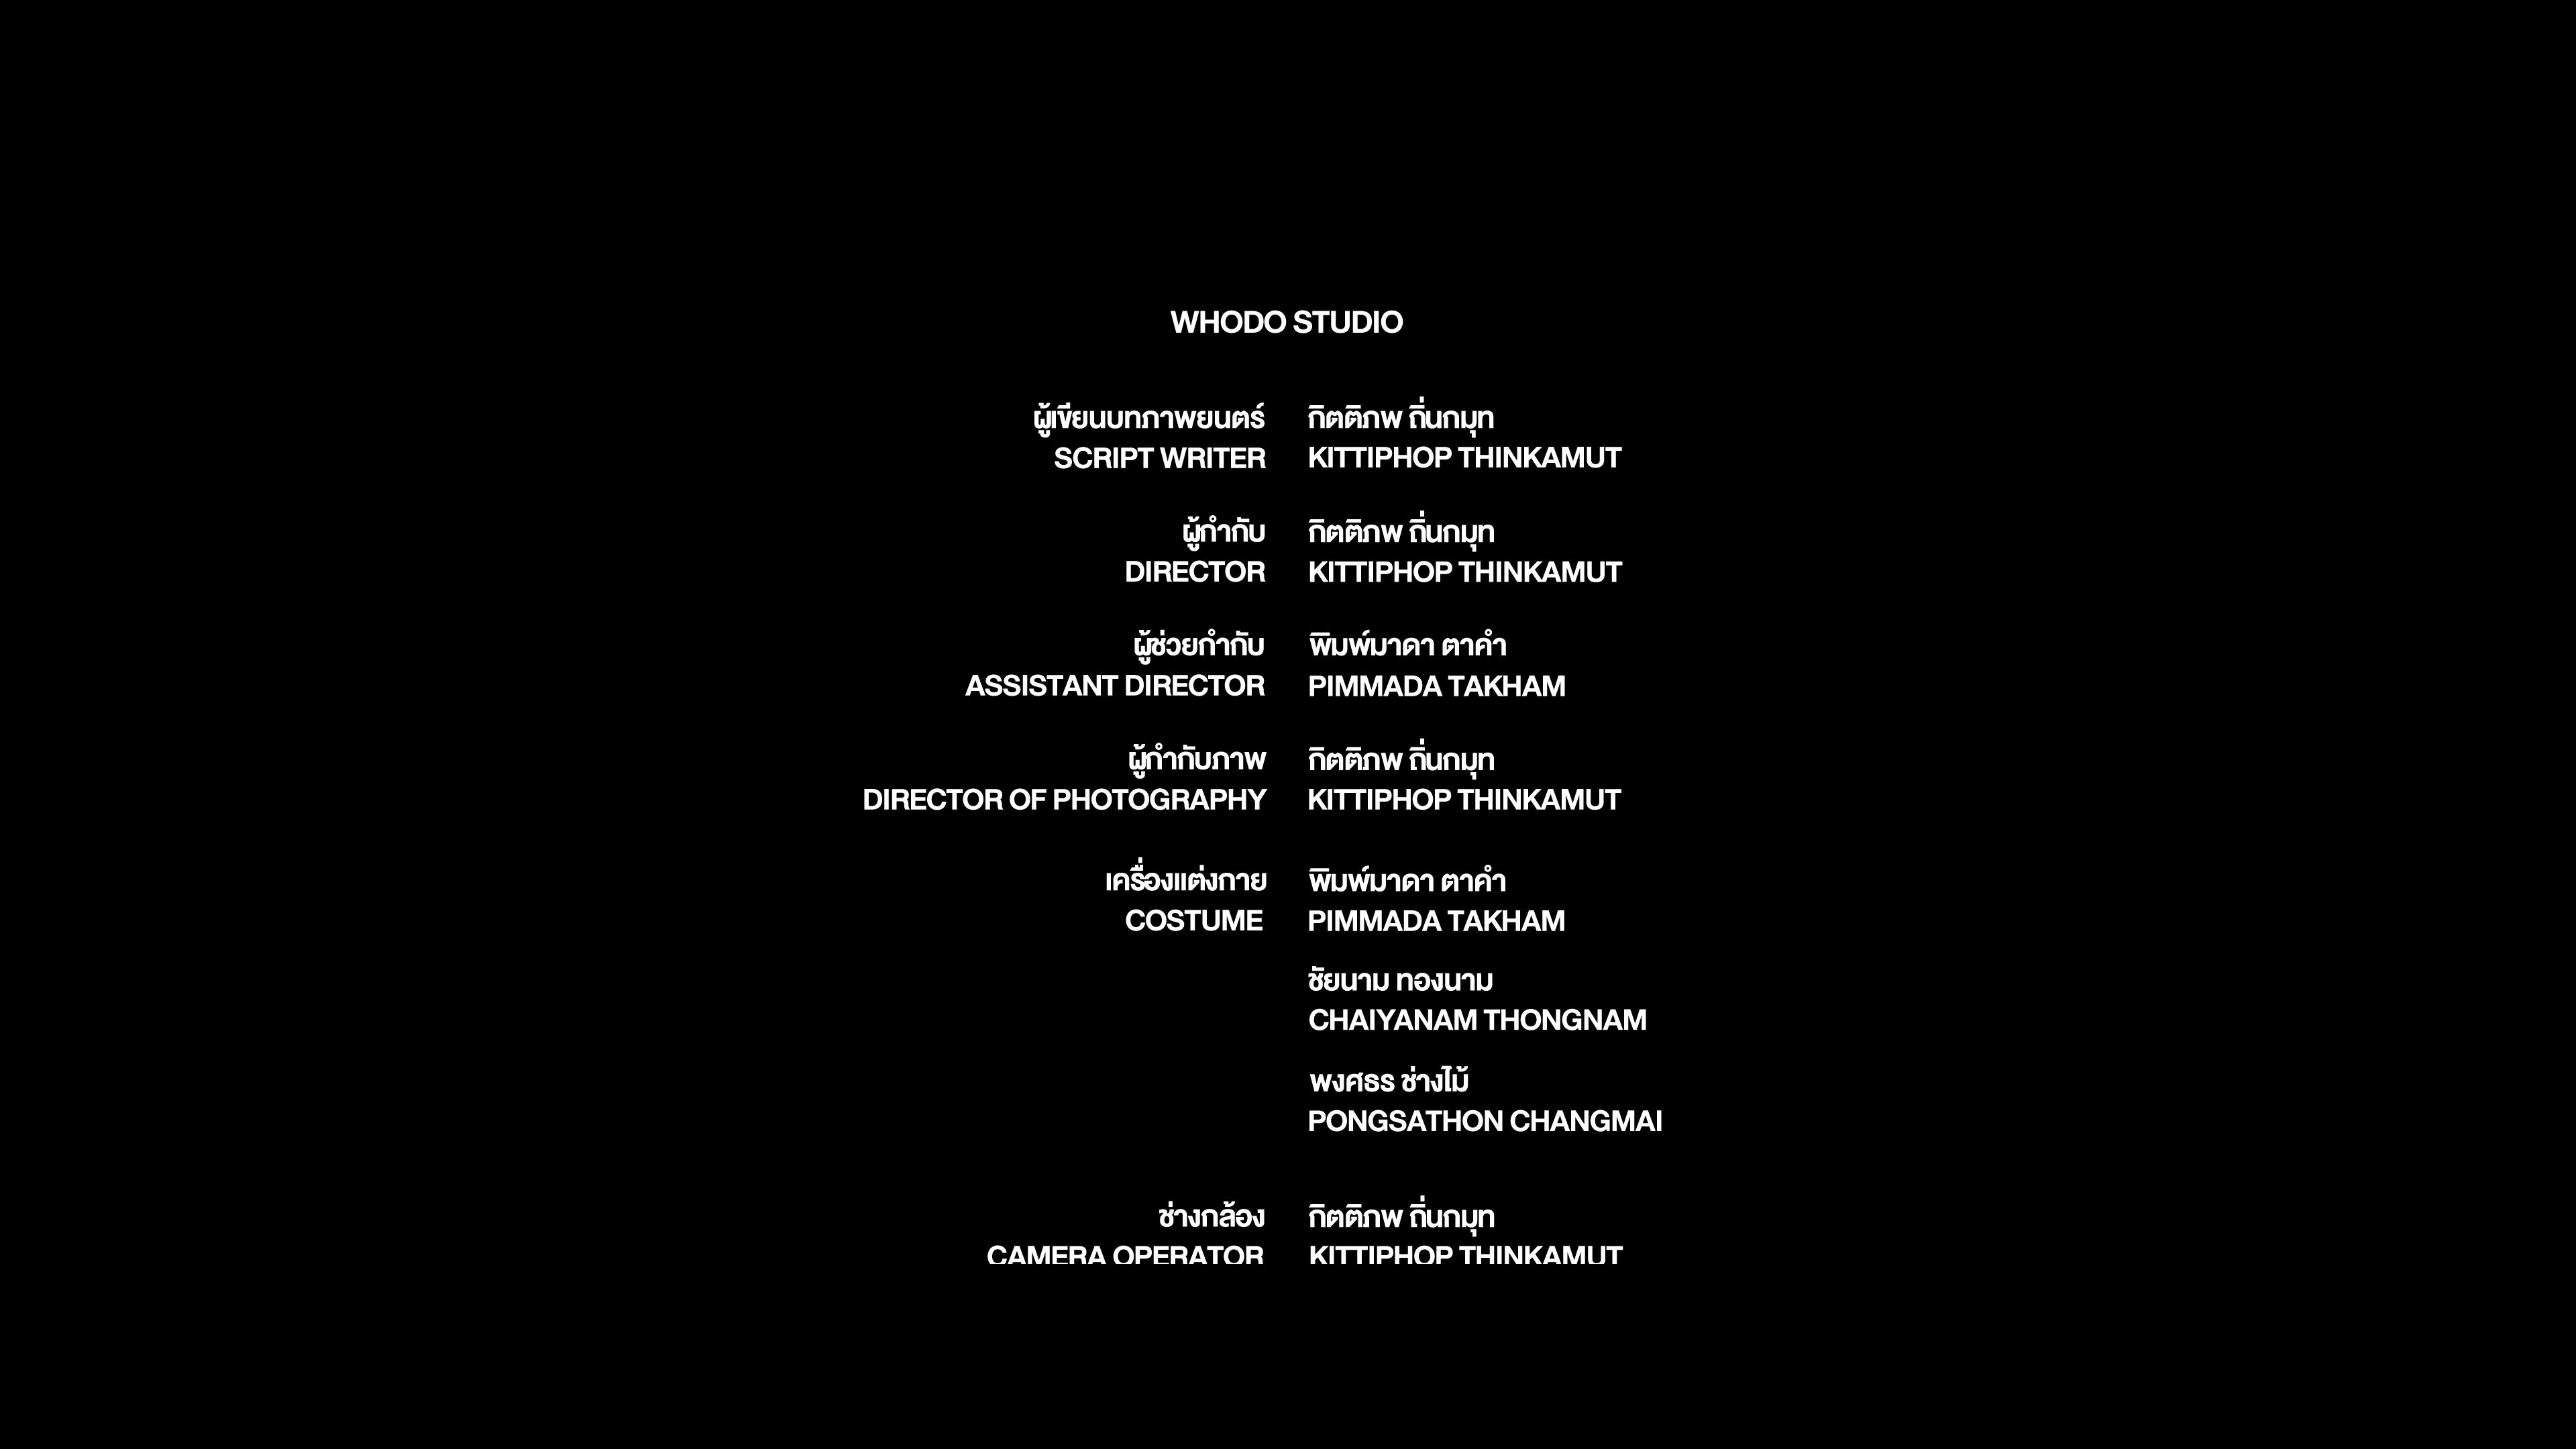 WHODO STUDIO
ผู้เขียนบทภาพยนตร์ กิตติภพ ถิ่นกมุท
SCRIPT WRITER KITTIPHOP THINKAMUT
ผู้กำกับ กิตติภพ ถิ่นกมุท
DIRECTOR KITTIPHOP THINKAMUT
ผู้ช่วยกำกับ พิมพ์มาดา ตาคำ
ASSISTANT DIRECTOR PIMMADA TAKHAM
ผู้กำกับภาพ กิตติภพ ถิ่นกมุท
DIRECTOR OF PHOTOGRAPHY KITTIPHOP THINKAMUT
เครื่องแต่งกาย พิมพ์มาดา ตาคำ
COSTUME PIMMADA TAKHAM
ชัยนาม ทองนาม
CHAIYANAM THONGNAM
พงศธร ช่างไม้
PONGSATHON CHANGMAI
ช่างกล้อง กิตติภพ ถิ่นกมุท
CAMERA OPERATOR KITTIPHOP THINKAMUT